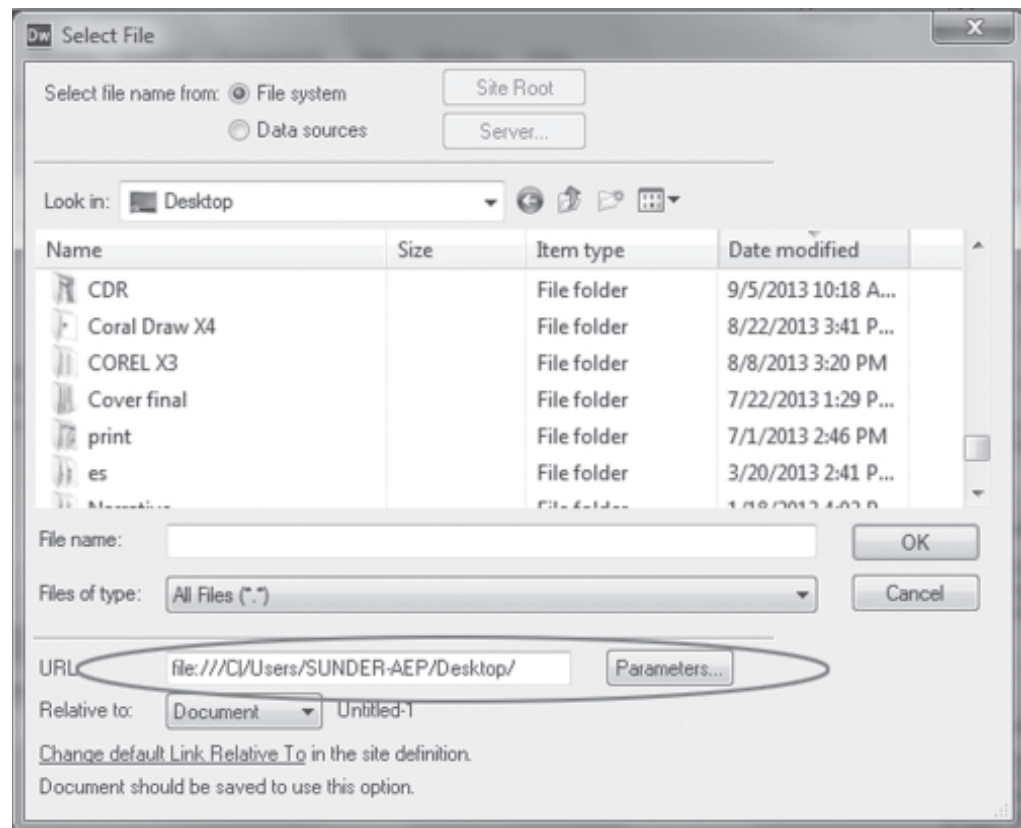 Dw Select File
Select file name from: File system Site Root
Data sources Server...
Look in: Desktop
Name Size Item type Date modified
CDR File folder 9/5/2013 10:18 A...
Coral Draw X4 File folder 8/22/2013 3:41 P...
COREL X3 File folder 8/8/2013 3:20 PM
Cover final File folder 7/22/2013 1:29 P...
print File folder 7/1/2013 2:46 PM
es File folder 3/20/2013 2:41 P...
File name: OK
Files of type: All Files (*.*) Cancel
URL file:///C|/Users/SUNDER-AEP/Desktop/ Parameters...
Relative to: Document Untitled-1
Change default Link Relative To in the site definition.
Document should be saved to use this option.